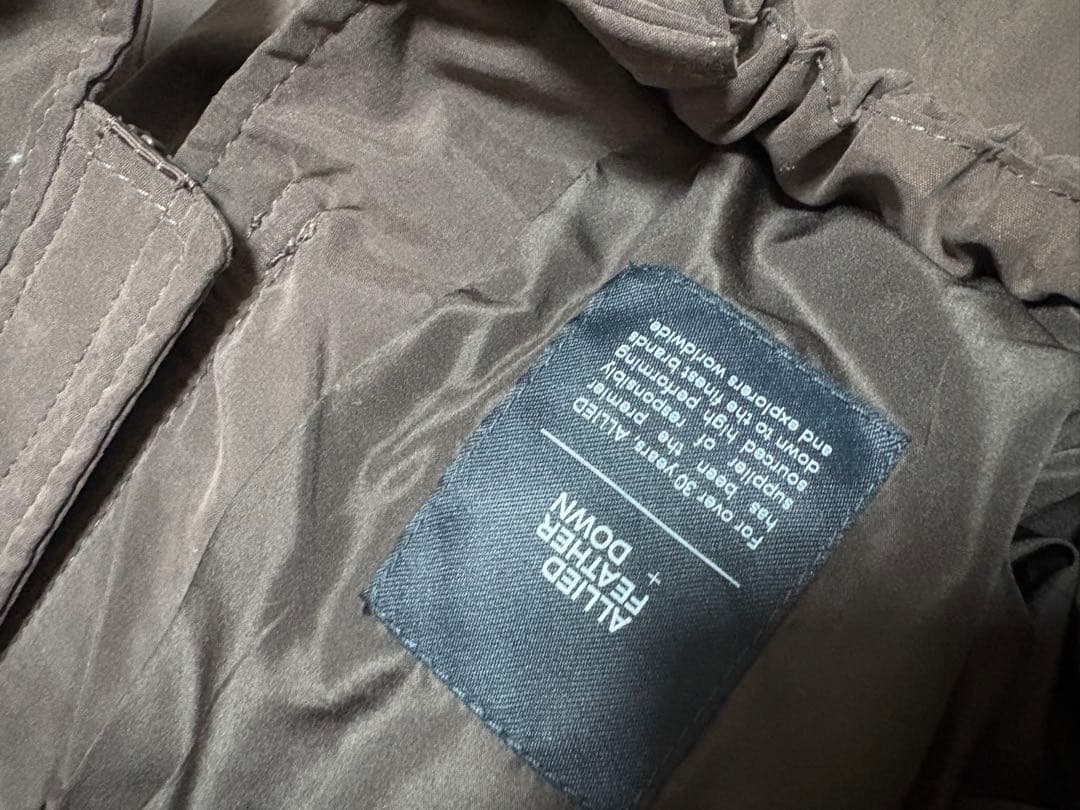 ALLIED
FEATHER
+ DOWN
For over 30 years, ALLIED
has been the premier
supplier of responsibly
sourced high performing
down to the finest brands
and explorers worldwide